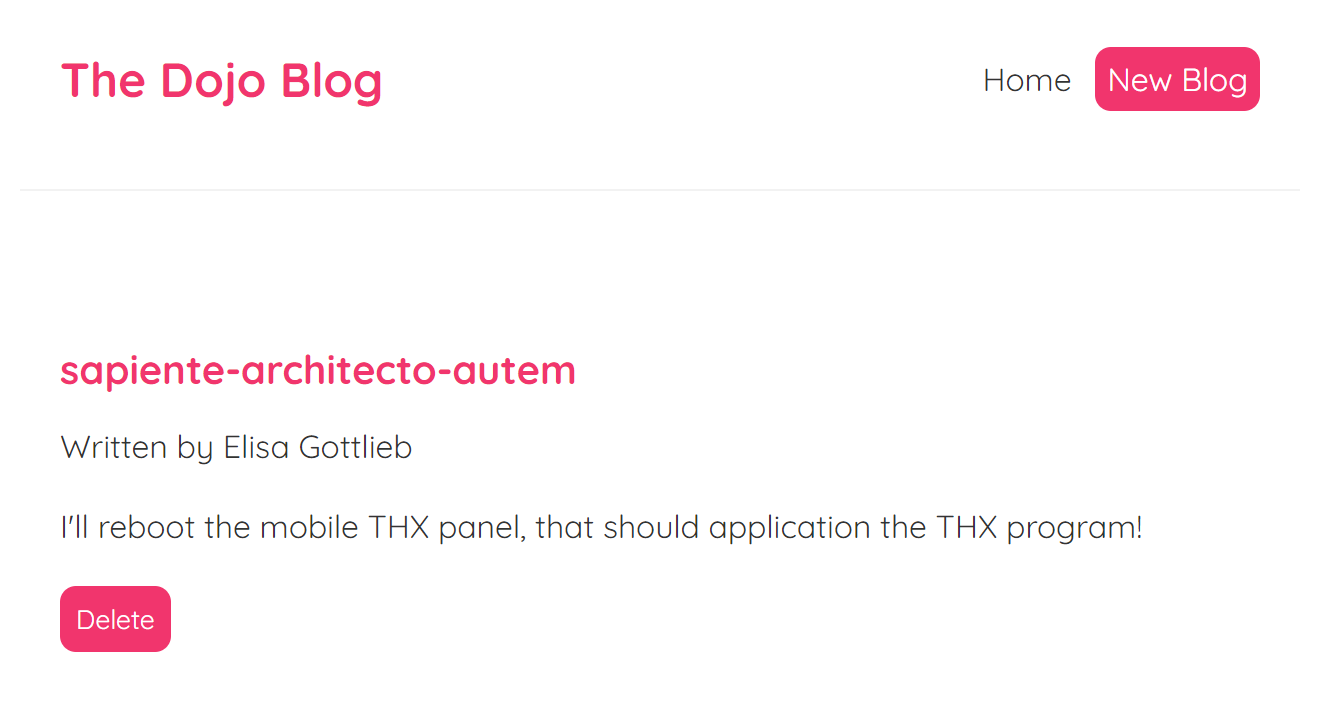 The Dojo Blog
Home
New Blog
sapiente-architecto-autem
Written by Elisa Gottlieb
I'll reboot the mobile THX panel, that should application the THX program!
Delete